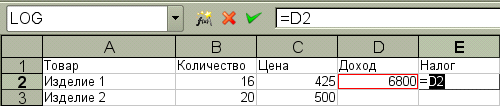 LOG =D2
A B C D E
1 Товар Количество Цена Доход Налог
2 Изделие 1 16 425 6800 =D2
3 Изделие 2 20 500